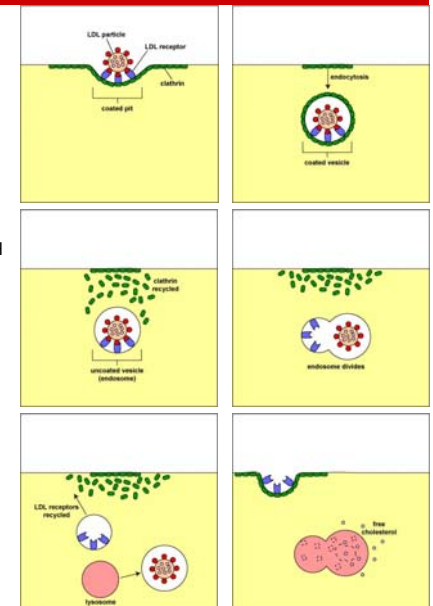 LDL particle
LDL receptor
clathrin
coated pit
endocytosis
coated vesicle
clathrin
recycled
uncoated vesicle
(endosome)
endosome divides
LDL receptors
recycled
lysosome
free
cholesterol